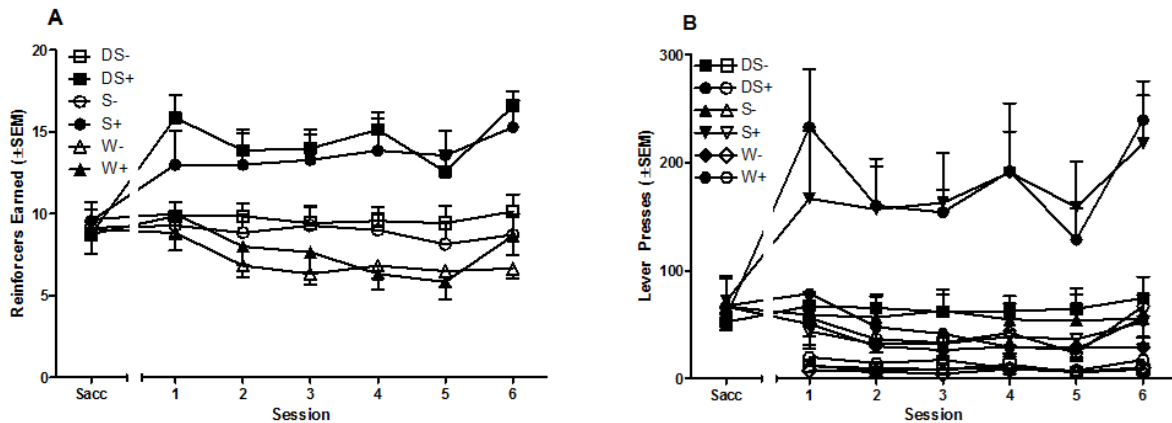 A
Reinforcers Earned (±SEM)
20
15
10
5
0
DS-
DS+
S-
S+
W-
W+
Sacc 1 2 3 4 5 6
Session
B
Lever Presses (±SEM)
300
200
100
0
DS-
DS+
S-
S+
W-
W+
Sacc 1 2 3 4 5 6
Session